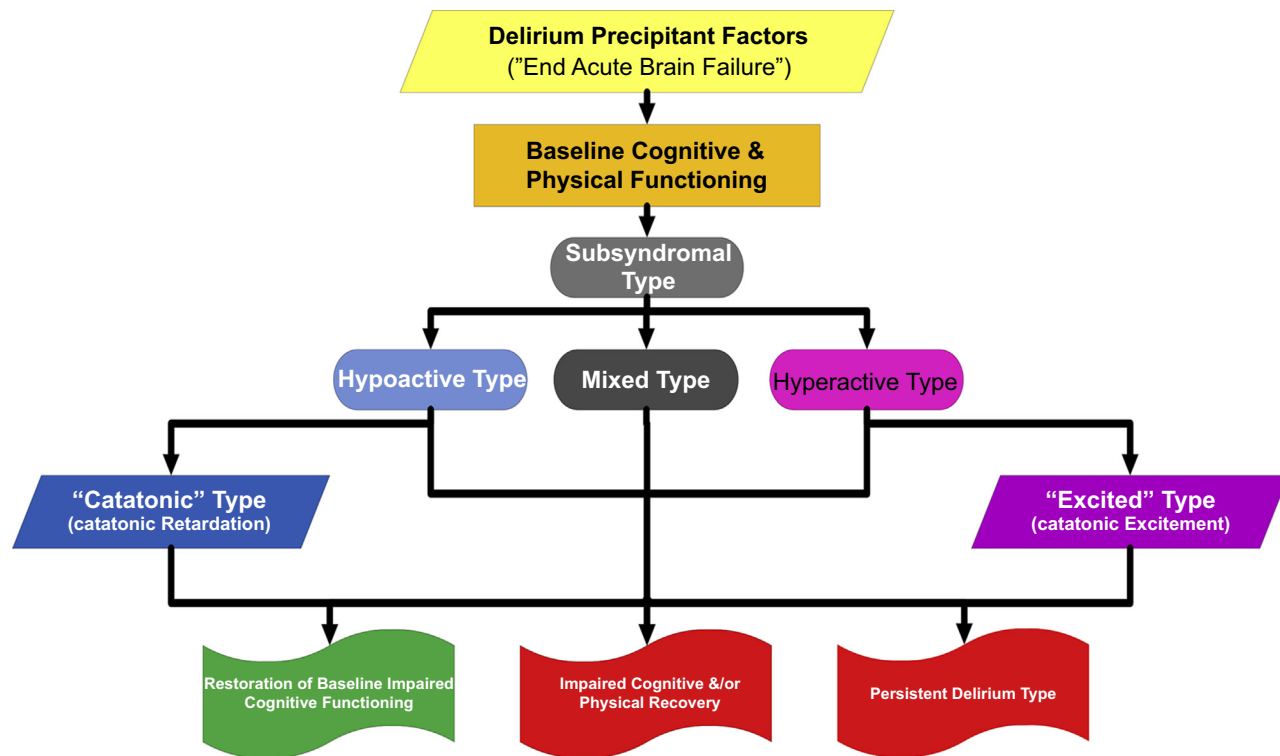 Delirium Precipitant Factors
(”End Acute Brain Failure”)
Baseline Cognitive &
Physical Functioning
Subsyndromal
Type
Hypoactive Type
Mixed Type
Hyperactive Type
“Catatonic” Type
(catatonic Retardation)
“Excited” Type
(catatonic Excitement)
Restoration of Baseline Impaired
Cognitive Functioning
Impaired Cognitive &/or
Physical Recovery
Persistent Delirium Type